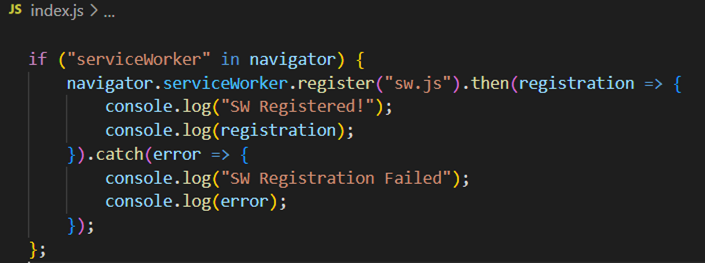 JS index.js > ...
if ("serviceWorker" in navigator) {
    navigator.serviceWorker.register("sw.js").then(registration => {
        console.log("SW Registered!");
        console.log(registration);
    }).catch(error => {
        console.log("SW Registration Failed");
        console.log(error);
    });
};